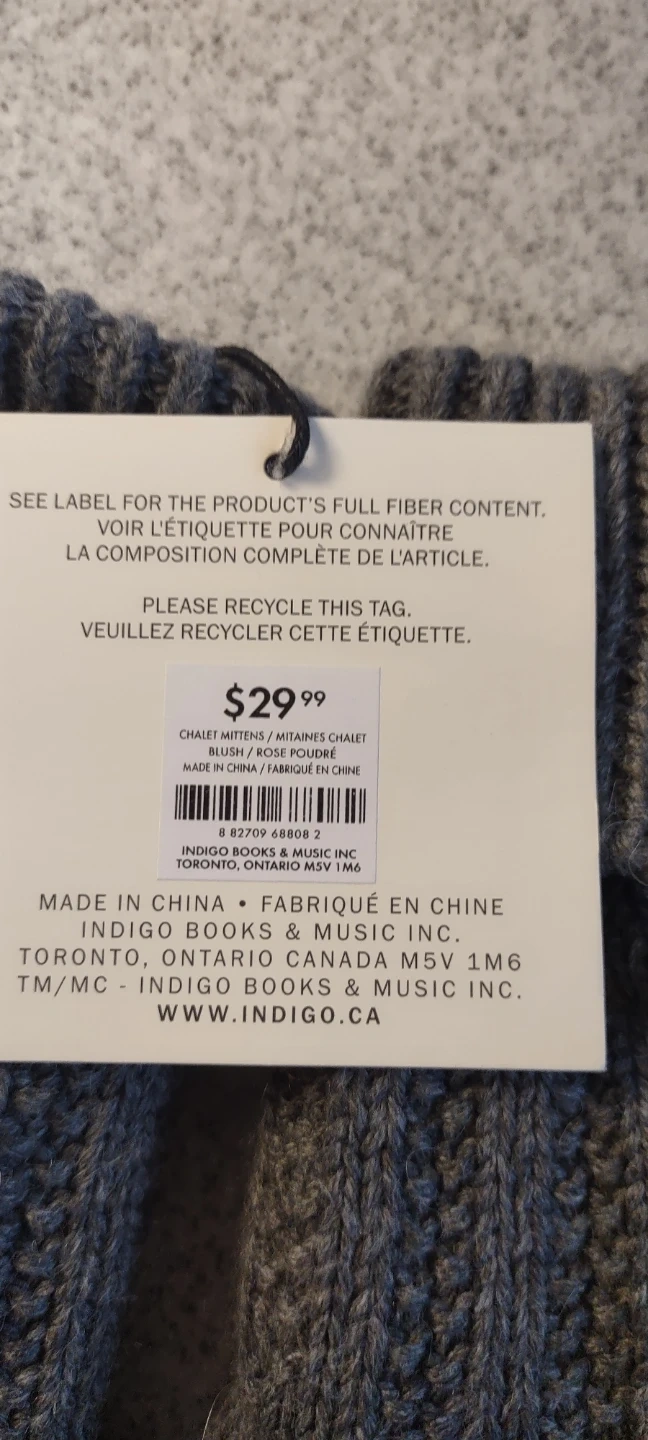 SEE LABEL FOR THE PRODUCT'S FULL FIBER CONTENT.
VOIR L'ÉTIQUETTE POUR CONNAÎTRE
LA COMPOSITION COMPLÈTE DE L'ARTICLE.
PLEASE RECYCLE THIS TAG.
VEUILLEZ RECYCLER CETTE ÉTIQUETTE.
$29 99
CHALET MITTENS / MITAINES CHALET
BLUSH / ROSE POUDRÉ
MADE IN CHINA / FABRIQUÉ EN CHINE
8 82709 68808 2
INDIGO BOOKS & MUSIC INC
TORONTO, ONTARIO M5V 1M6
MADE IN CHINA • FABRIQUÉ EN CHINE
INDIGO BOOKS & MUSIC INC.
TORONTO, ONTARIO CANADA M5V 1M6
TM/MC - INDIGO BOOKS & MUSIC INC.
WWW.INDIGO.CA